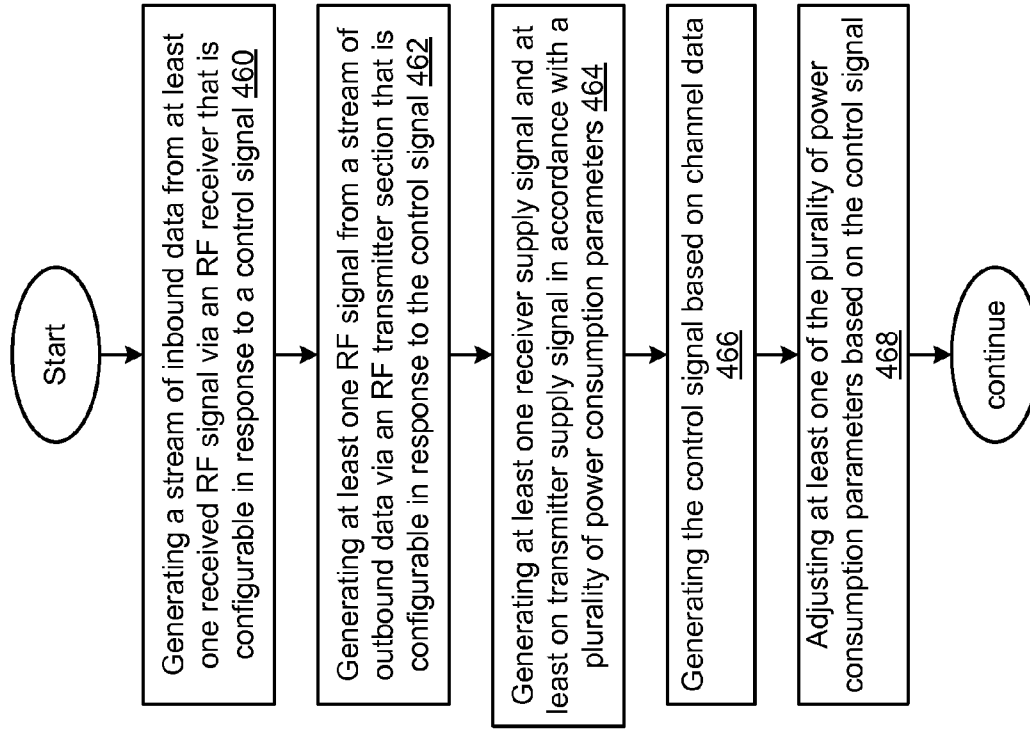 Start
Generating a stream of inbound data from at least
one received RF signal via an RF receiver that is
configurable in response to a control signal 460
Generating at least one RF signal from a stream of
outbound data via an RF transmitter section that is
configurable in response to the control signal 462
Generating at least one receiver supply signal and at
least on transmitter supply signal in accordance with a
plurality of power consumption parameters 464
Generating the control signal based on channel data
466
Adjusting at least one of the plurality of power
consumption parameters based on the control signal
468
continue